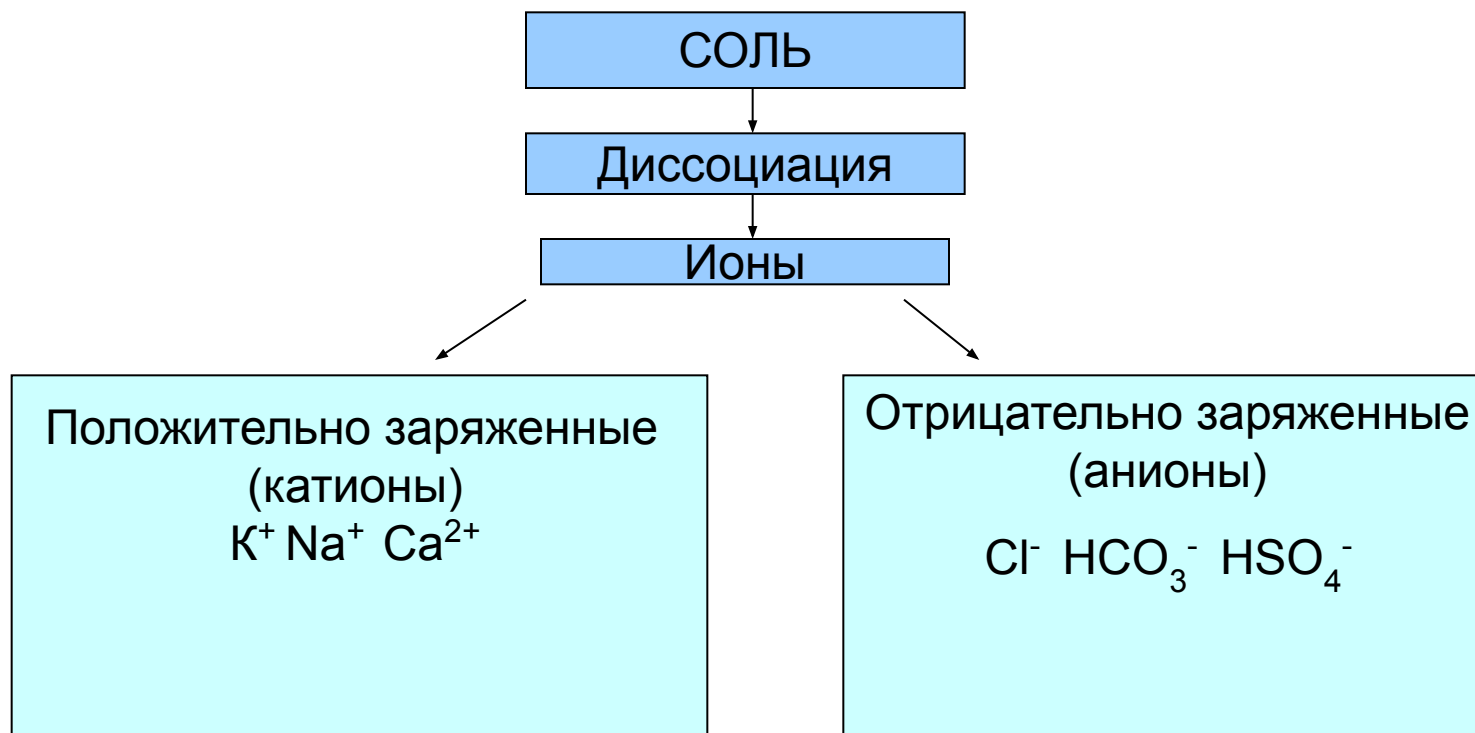 СОЛЬ
Диссоциация
Ионы
Положительно заряженные
(катионы)
К⁺ Na⁺ Ca²⁺
Отрицательно заряженные
(анионы)
Cl⁻ HCO₃⁻ HSO₄⁻